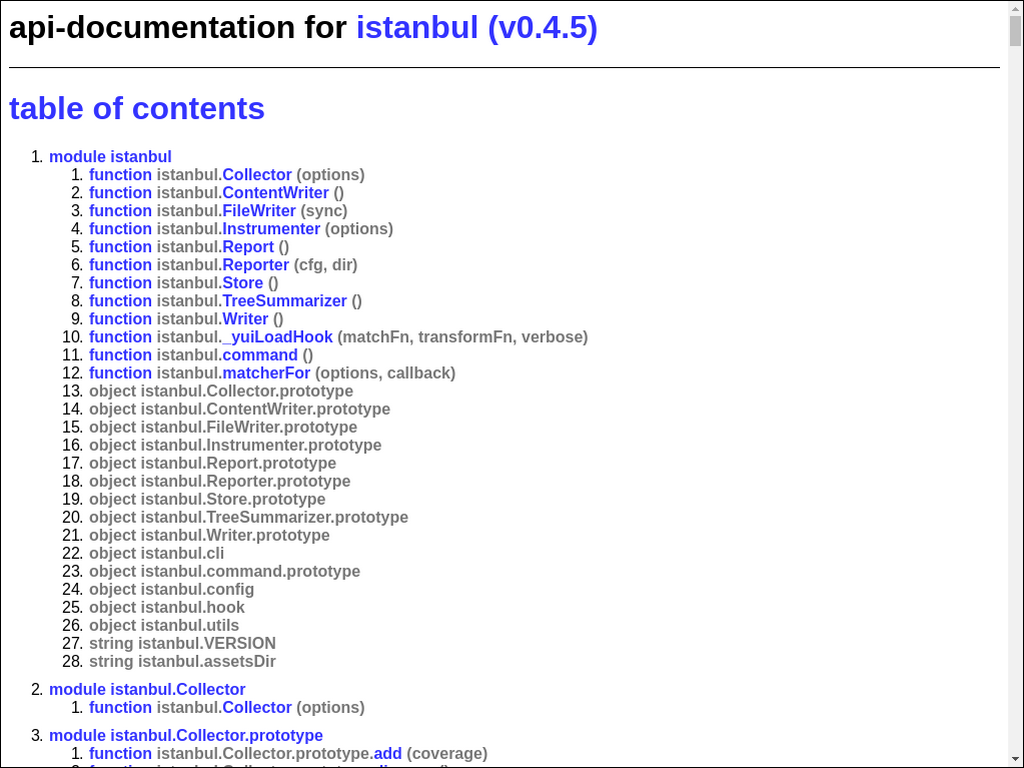 api-documentation for istanbul (v0.4.5)
table of contents
1. module istanbul
1. function istanbul.Collector (options)
2. function istanbul.ContentWriter ()
3. function istanbul.FileWriter (sync)
4. function istanbul.Instrumenter (options)
5. function istanbul.Report ()
6. function istanbul.Reporter (cfg, dir)
7. function istanbul.Store ()
8. function istanbul.TreeSummarizer ()
9. function istanbul.Writer ()
10. function istanbul._yuiLoadHook (matchFn, transformFn, verbose)
11. function istanbul.command ()
12. function istanbul.matcherFor (options, callback)
13. object istanbul.Collector.prototype
14. object istanbul.ContentWriter.prototype
15. object istanbul.FileWriter.prototype
16. object istanbul.Instrumenter.prototype
17. object istanbul.Report.prototype
18. object istanbul.Reporter.prototype
19. object istanbul.Store.prototype
20. object istanbul.TreeSummarizer.prototype
21. object istanbul.Writer.prototype
22. object istanbul.cli
23. object istanbul.command.prototype
24. object istanbul.config
25. object istanbul.hook
26. object istanbul.utils
27. string istanbul.VERSION
28. string istanbul.assetsDir
2. module istanbul.Collector
1. function istanbul.Collector (options)
3. module istanbul.Collector.prototype
1. function istanbul.Collector.prototype.add (coverage)